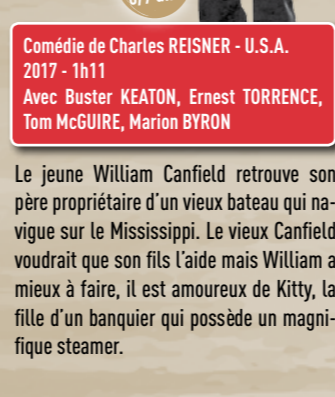 Comédie de Charles REISNER - U.S.A.
2017 - 1h11
Avec Buster KEATON, Ernest TORRENCE,
Tom McGUIRE, Marion BYRON
Le jeune William Canfield retrouve son
père propriétaire d'un vieux bateau qui na-
vigue sur le Mississippi. Le vieux Canfield
voudrait que son fils l'aide mais William a
mieux à faire, il est amoureux de Kitty, la
fille d'un banquier qui possède un magni-
fique steamer.